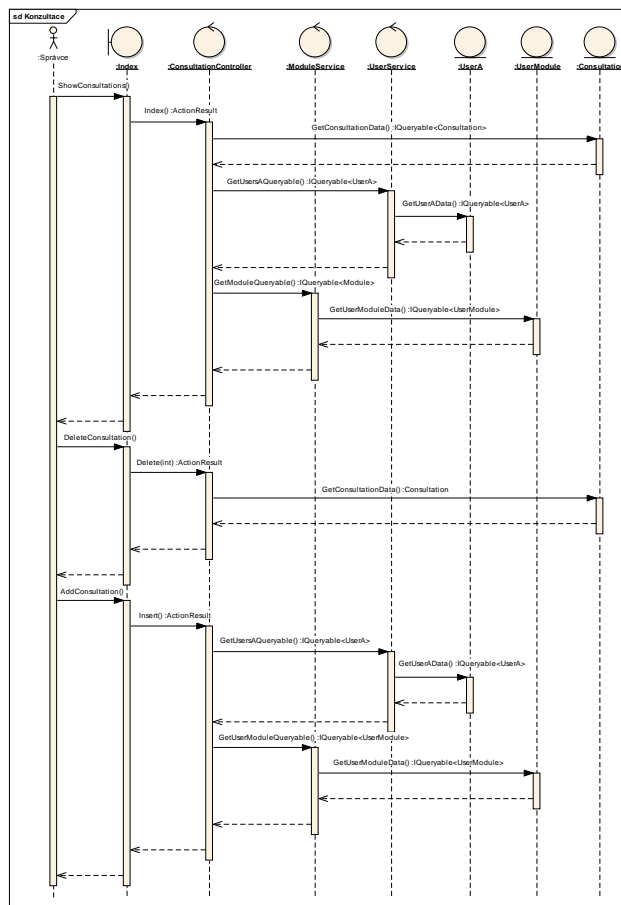 sd Konzultace
:Správce
:Index
:ConsultationController
:ModuleService
:UserService
:UserA
:UserModule
:Consultation
ShowConsultations()
Index() :ActionResult
GetConsultationData() :IQueryable<Consultation>
GetUsersAQueryable() :IQueryable<UserA>
GetUserAData() :IQueryable<UserA>
GetModuleQueryable() :IQueryable<Module>
GetUserModuleData() :IQueryable<UserModule>
DeleteConsultation()
Delete(int) :ActionResult
GetConsultationData() :Consultation
AddConsultation()
Insert() :ActionResult
GetUsersAQueryable() :IQueryable<UserA>
GetUserAData() :IQueryable<UserA>
GetUserModuleQueryable() :IQueryable<UserModule>
GetUserModuleData() :IQueryable<UserModule>